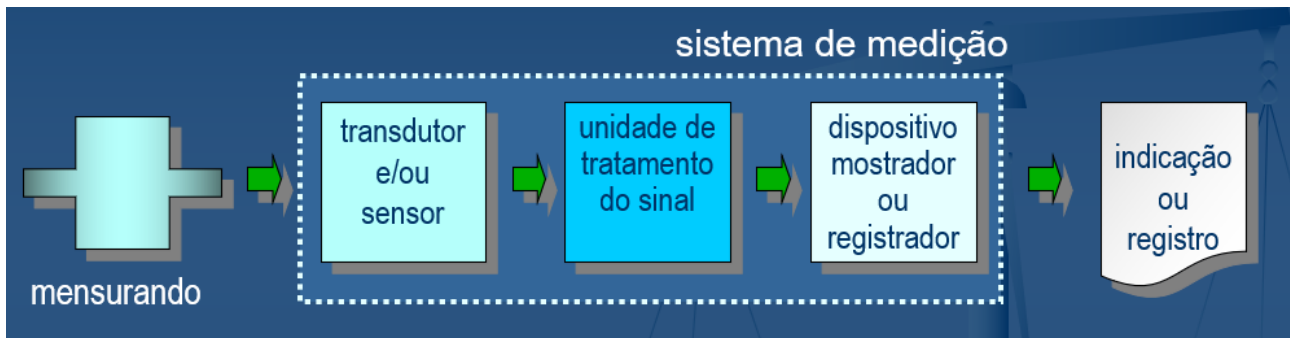 sistema de medição
mensurando
transdutor
e/ou
sensor
unidade de
tratamento
do sinal
dispositivo
mostrador
ou
registrador
indicação
ou
registro